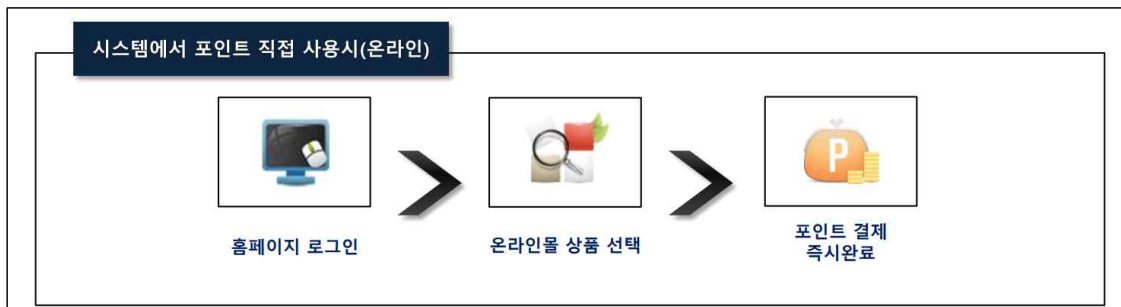 시스템에서 포인트 직접 사용시(온라인)
P
홈페이지 로그인
온라인몰 상품 선택
포인트 결제
즉시완료